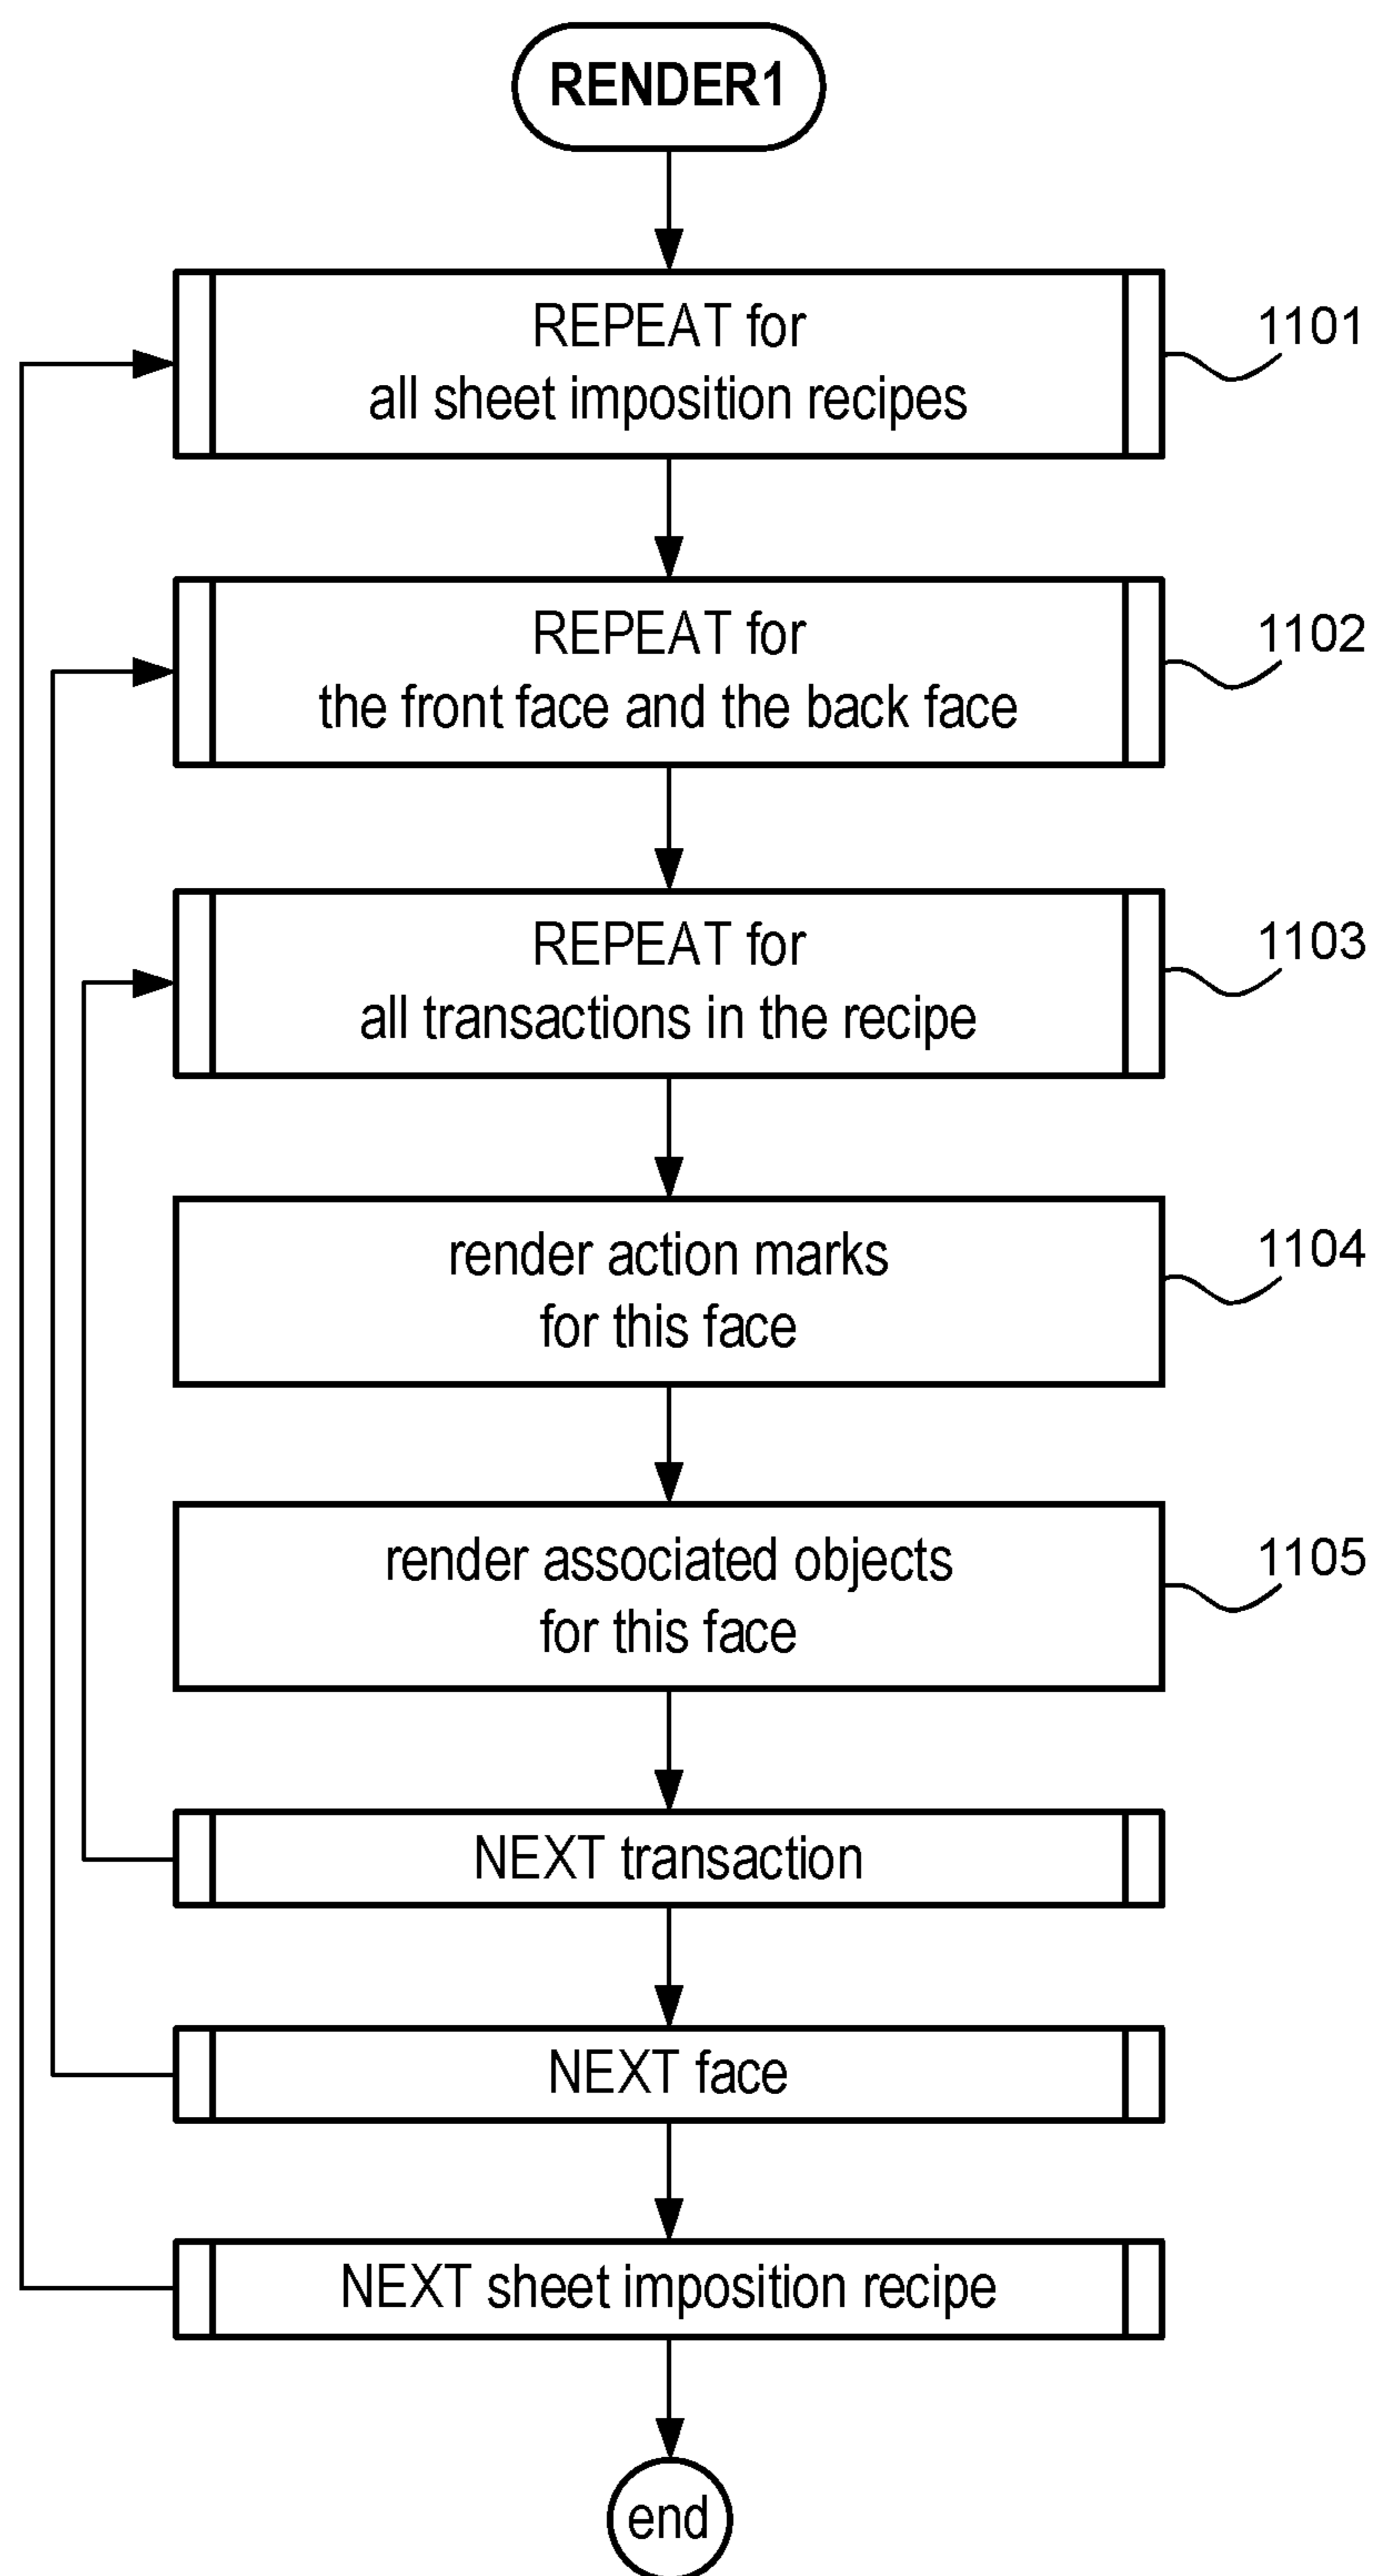 RENDER1
REPEAT for
all sheet imposition recipes
1101
REPEAT for
the front face and the back face
1102
REPEAT for
all transactions in the recipe
1103
render action marks
for this face
1104
render associated objects
for this face
1105
NEXT transaction
NEXT face
NEXT sheet imposition recipe
end